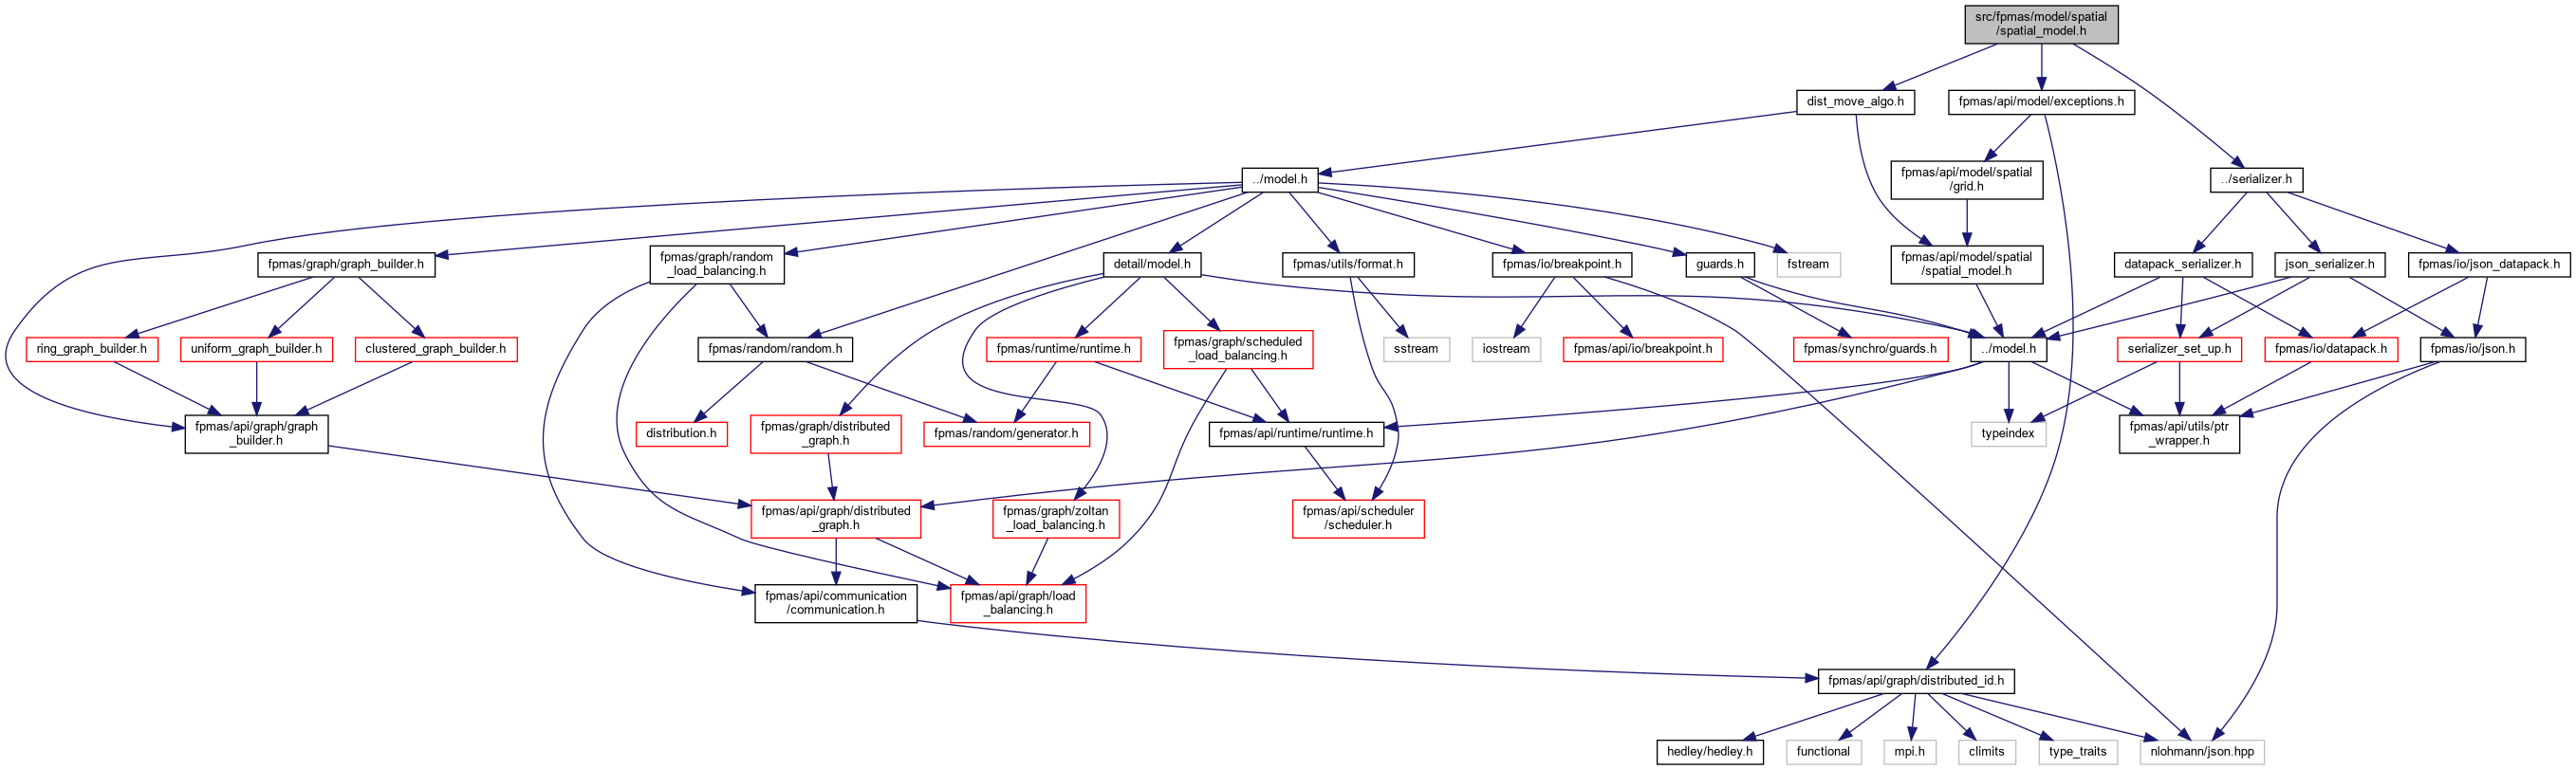 src/fpmas/model/spatial
/spatial_model.h
dist_move_algo.h
fpmas/api/model/exceptions.h
../model.h
fpmas/api/model/spatial
/grid.h
../serializer.h
fpmas/graph/graph_builder.h
fpmas/graph/random
_load_balancing.h
detail/model.h
fpmas/utils/format.h
fpmas/io/breakpoint.h
guards.h
fstream
fpmas/api/model/spatial
/spatial_model.h
datapack_serializer.h
json_serializer.h
fpmas/io/json_datapack.h
ring_graph_builder.h
uniform_graph_builder.h
clustered_graph_builder.h
fpmas/random/random.h
fpmas/runtime/runtime.h
fpmas/graph/scheduled
_load_balancing.h
sstream
iostream
fpmas/api/io/breakpoint.h
fpmas/synchro/guards.h
../model.h
serializer_set_up.h
fpmas/io/datapack.h
fpmas/io/json.h
fpmas/api/graph/graph
_builder.h
distribution.h
fpmas/graph/distributed
_graph.h
fpmas/random/generator.h
fpmas/api/runtime/runtime.h
typeindex
fpmas/api/utils/ptr
_wrapper.h
fpmas/api/graph/distributed
_graph.h
fpmas/graph/zoltan
_load_balancing.h
fpmas/api/scheduler
/scheduler.h
fpmas/api/communication
/communication.h
fpmas/api/graph/load
_balancing.h
fpmas/api/graph/distributed_id.h
hedley/hedley.h
functional
mpi.h
climits
type_traits
nlohmann/json.hpp